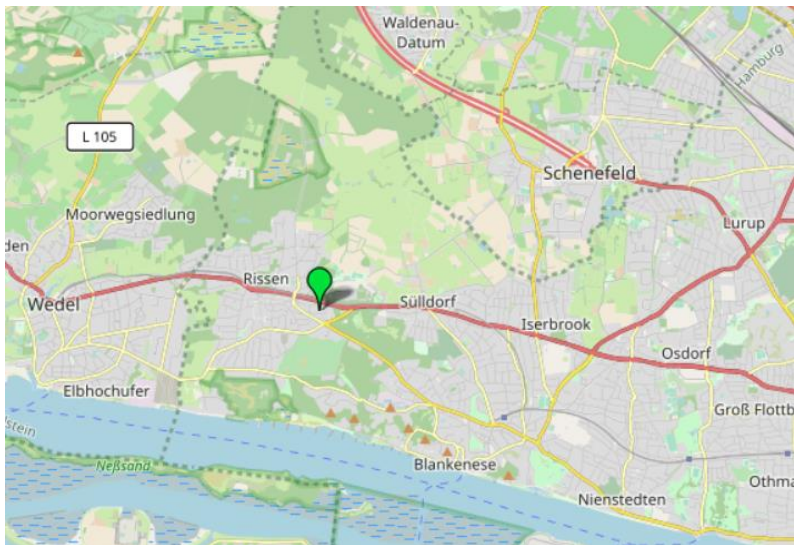 Waldenau-
Datum
Hamburg
L 105
Schenefeld
Moorwegsiedlung
Lurup
den
Rissen
Wedel
Sülldorf
Iserbrook
Osdorf
Elbhochufer
Groß Flottb
lstein
Neßsand
Blankenese
Othma
Nienstedten